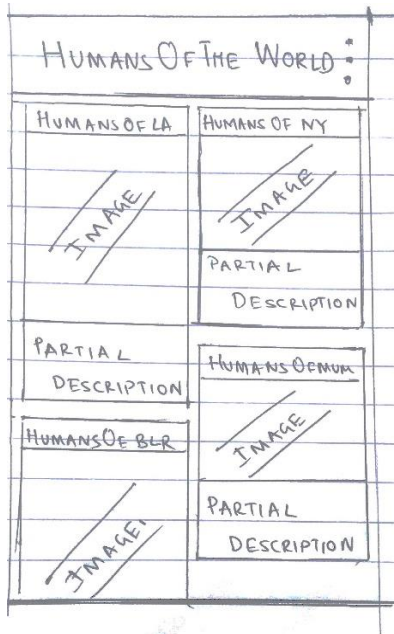 HUMANS OF THE WORLD
HUMANS OF LA
IMAGE
PARTIAL
DESCRIPTION
HUMANS OF NY
IMAGE
PARTIAL
DESCRIPTION
HUMANS OF BLR
IMAGE.
HUMANS OF MUM
IMAGE
PARTIAL
DESCRIPTION